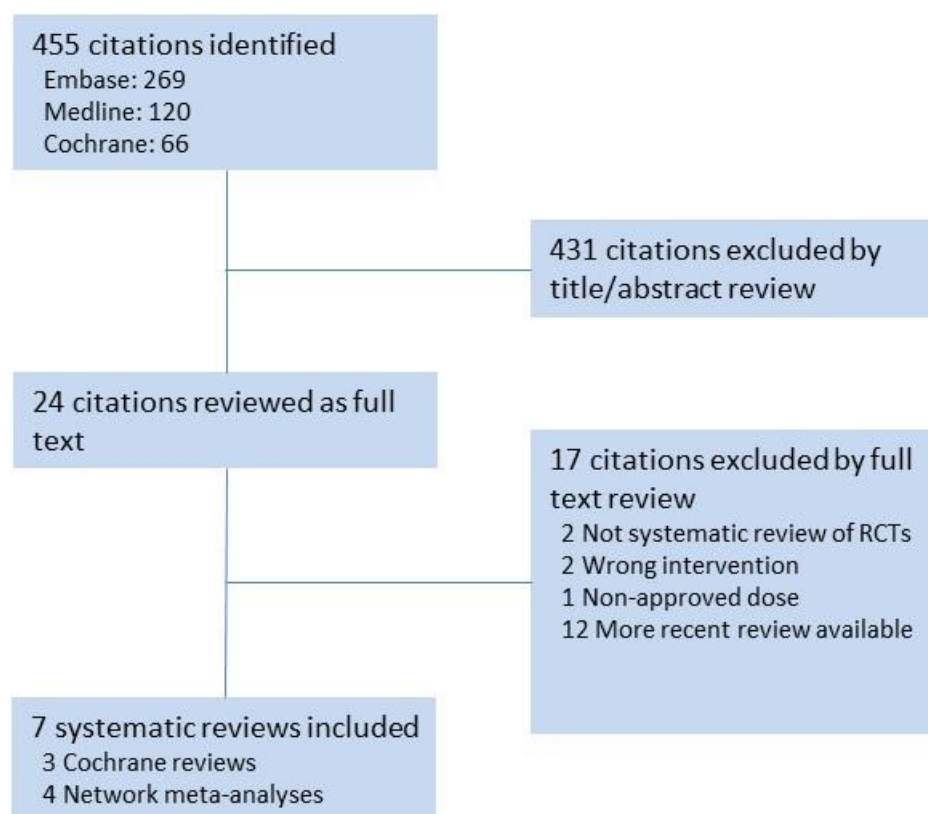 455 citations identified
Embase: 269
Medline: 120
Cochrane: 66
431 citations excluded by
title/abstract review
24 citations reviewed as full
text
17 citations excluded by full
text review
2 Not systematic review of RCTs
2 Wrong intervention
1 Non-approved dose
12 More recent review available
7 systematic reviews included
3 Cochrane reviews
4 Network meta-analyses